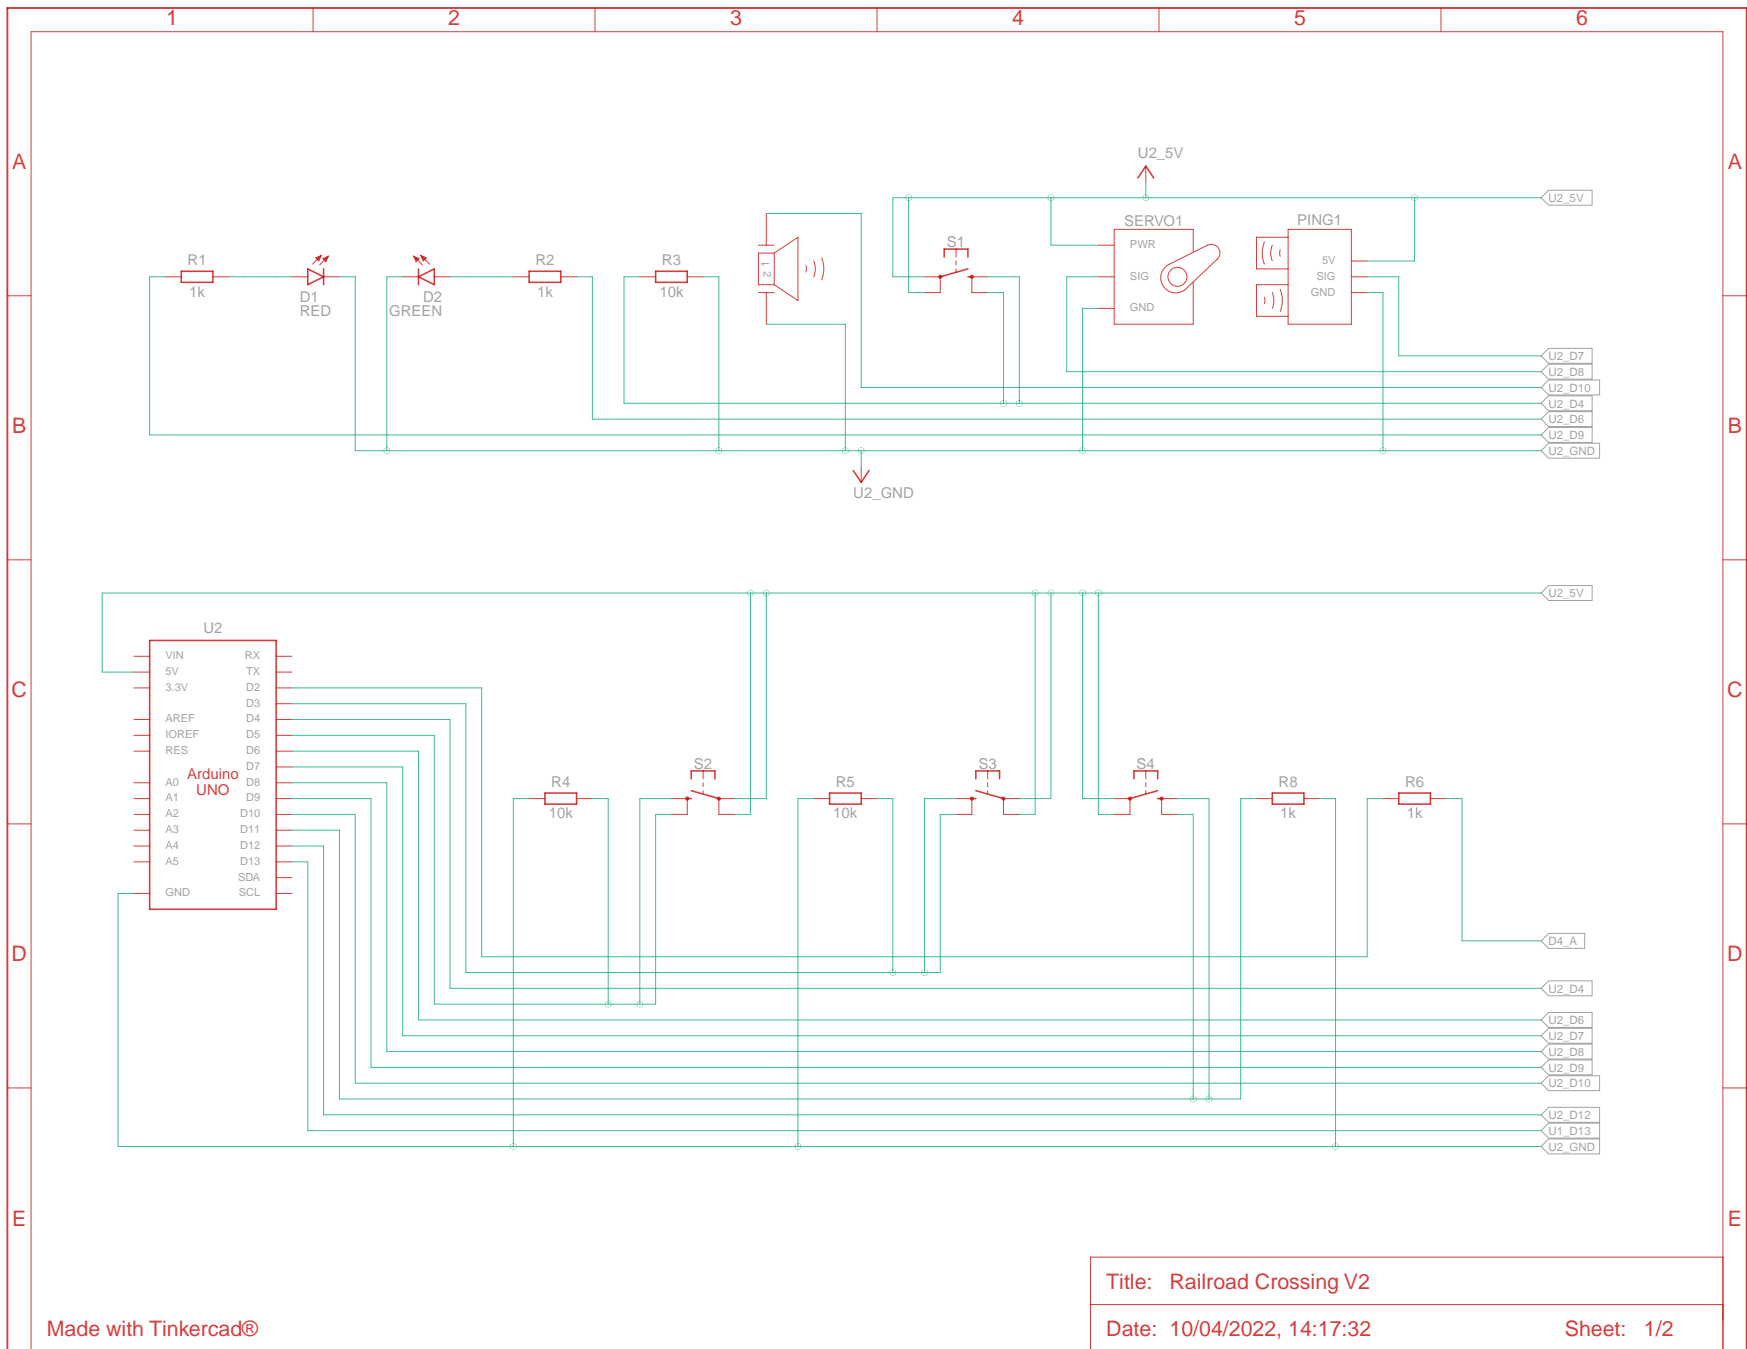 1 2 3 4 5 6
A A
U2_5V
U2_5V
SERVO1 PING1
S1
PWR
SIG
GND
5V
SIG
GND
R1
1k
D1
RED
D2
GREEN
R2
1k
R3
10k
1
2
U2_D7
U2_D8
U2_D10
U2_D4
U2_D6
U2_D9
U2_GND
B B
U2_GND
U2_5V
U2
VIN RX
5V TX
3.3V D2
D3
AREF D4
IOREF D5
RES D6
D7
A0 D8
A1 D9
A2 D10
A3 D11
A4 D12
A5 D13
SDA
GND SCL
Arduino
UNO
C C
R4
10k
S2
R5
10k
S3
S4
R8
1k
R6
1k
D D
D4_A
U2_D4
U2_D6
U2_D7
U2_D8
U2_D9
U2_D10
U2_D12
U1_D13
U2_GND
E E
Title: Railroad Crossing V2
Made with Tinkercad®
Date: 10/04/2022, 14:17:32 Sheet: 1/2